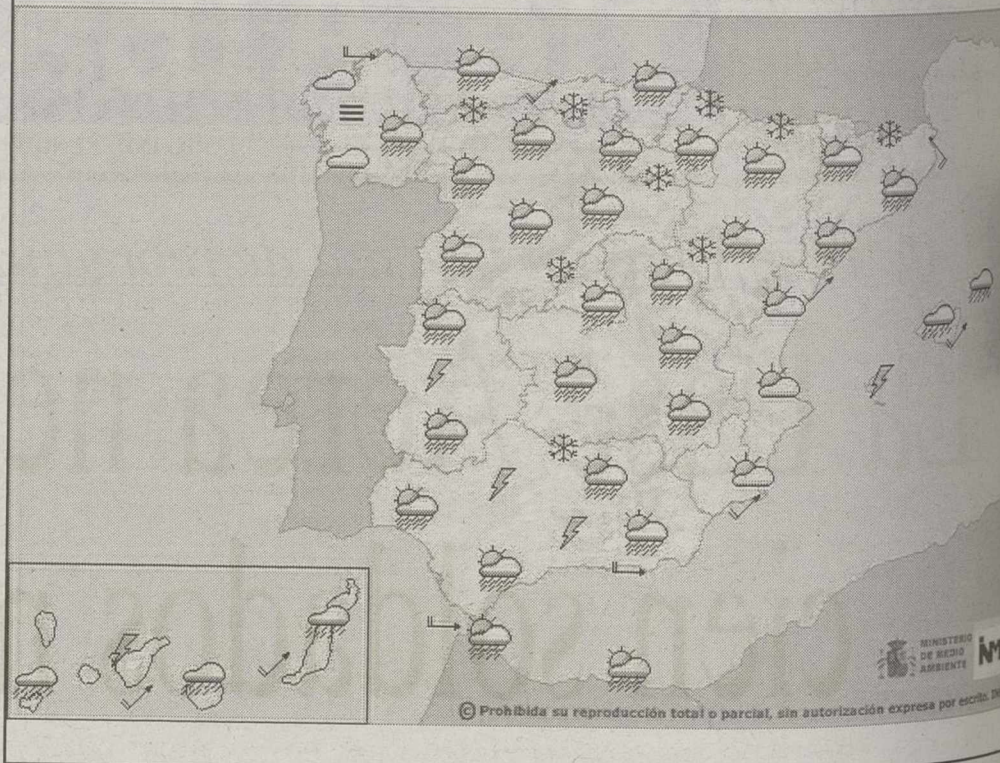 MINISTERIO
DE MEDIO
AMBIENTE
© Prohibida su reproducción total o parcial, sin autorización expresa por escrito.